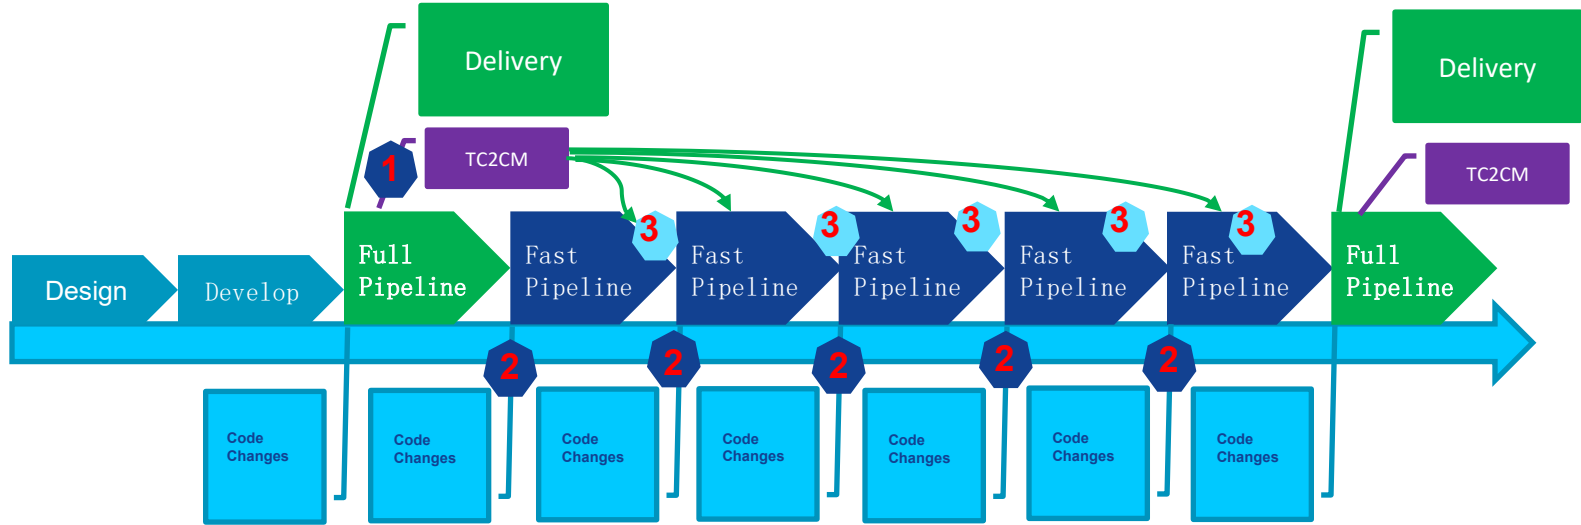 Delivery
Delivery
TC2CM
TC2CM
1
3
3
3
3
3
Design
Develop
Full
Pipeline
Fast
Pipeline
Fast
Pipeline
Fast
Pipeline
Fast
Pipeline
Fast
Pipeline
Full
Pipeline
2
2
2
2
2
Code
Changes
Code
Changes
Code
Changes
Code
Changes
Code
Changes
Code
Changes
Code
Changes